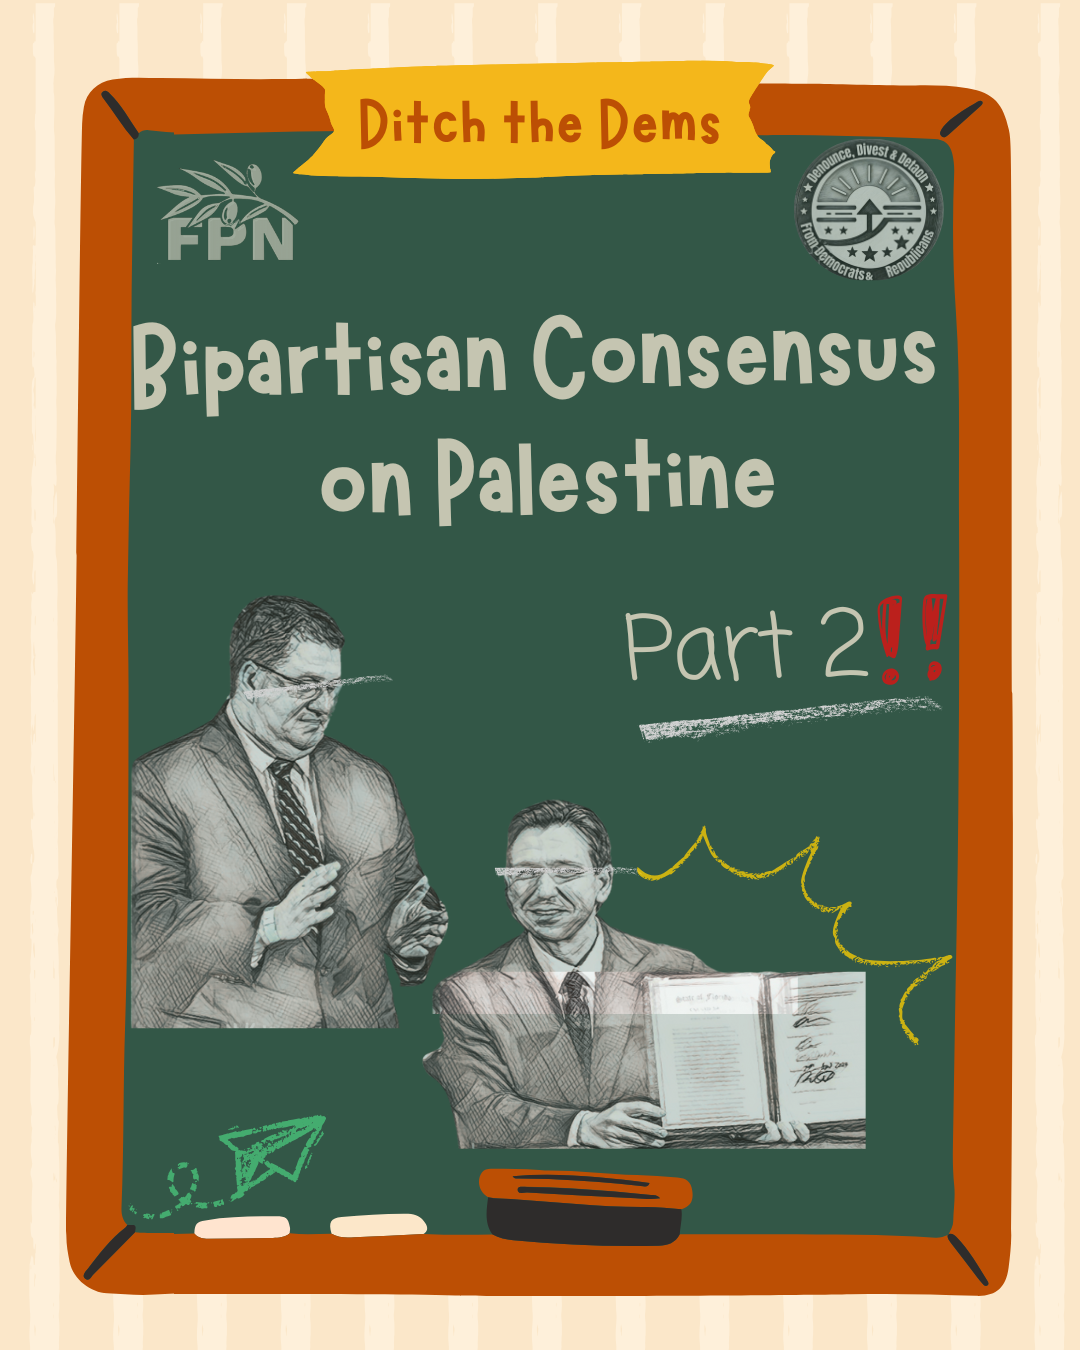 Ditch the Dems
FPN
Denounce, Divest & Detach
From Democrats & Republicans
Bipartisan Consensus
on Palestine
Part 2!!